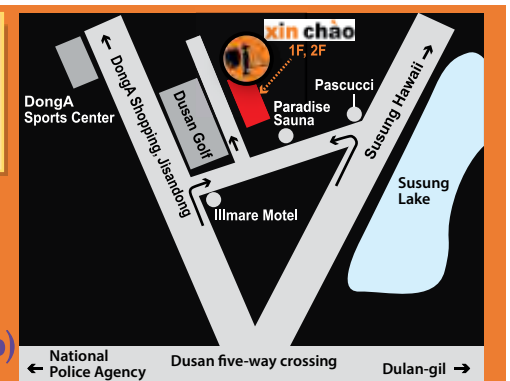 xin chào
1F, 2F
Pascucci
DongA
Sports Center
Paradise
Sauna
Dusan Golf
DongA Shopping, Jisandong
Susung Hawaii
Susung
Lake
Illmare Motel
National
Police Agency
Dusan five-way crossing
Dulan-gil